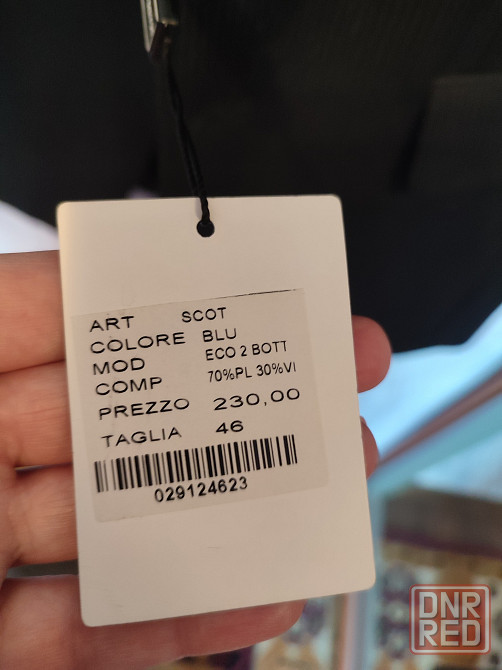 ART SCOT
COLORE BLU
MOD ECO 2 BOTT
COMP 70%PL 30%VI
PREZZO 230,00
TAGLIA 46
029124623
DNR
RED